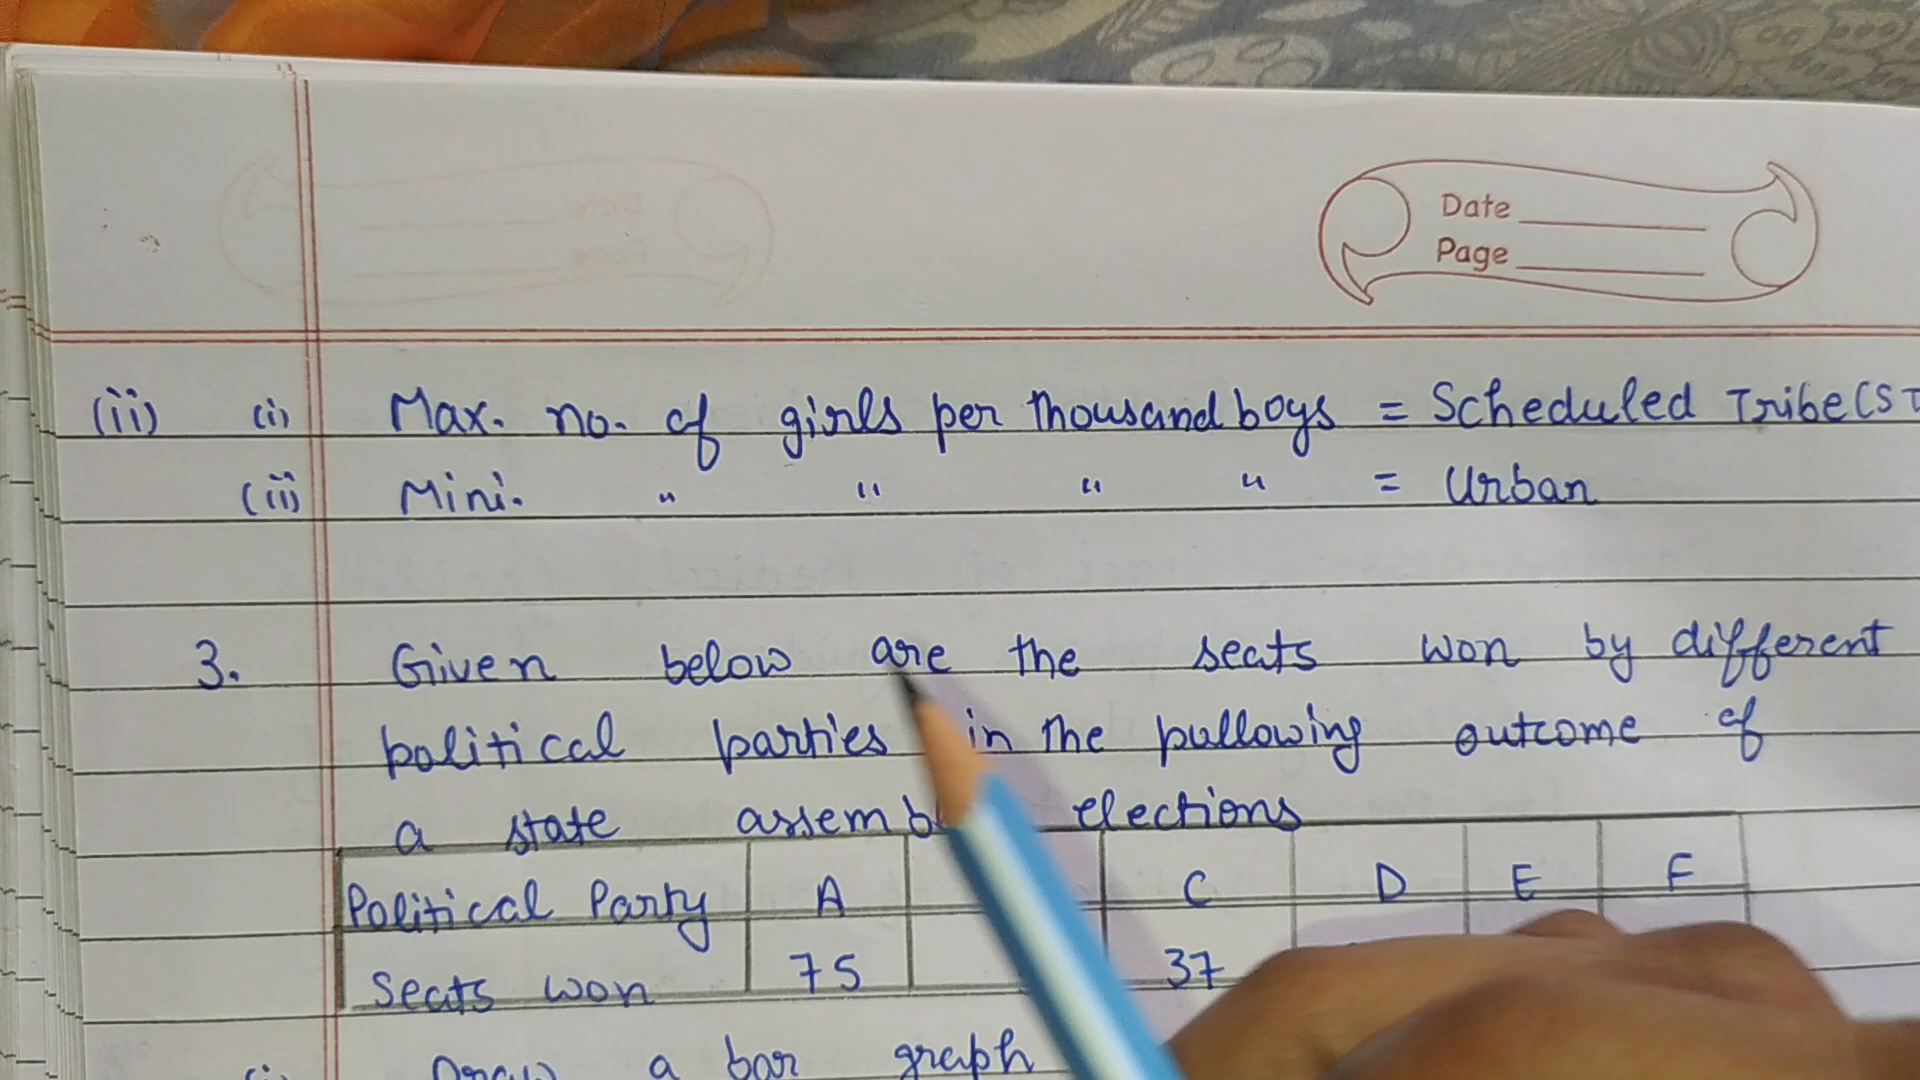 Date
Page
(ii) (i) Max. no. of girls per thousand boys = Scheduled Tribe (ST
(ii) Mini. " " " " = Urban
3. Given below are the seats won by different
political parties in the pullowing outcome of
a state assemb elections
Political Party A C D E F
Seats won 75 37
(i) Draw a bar graph